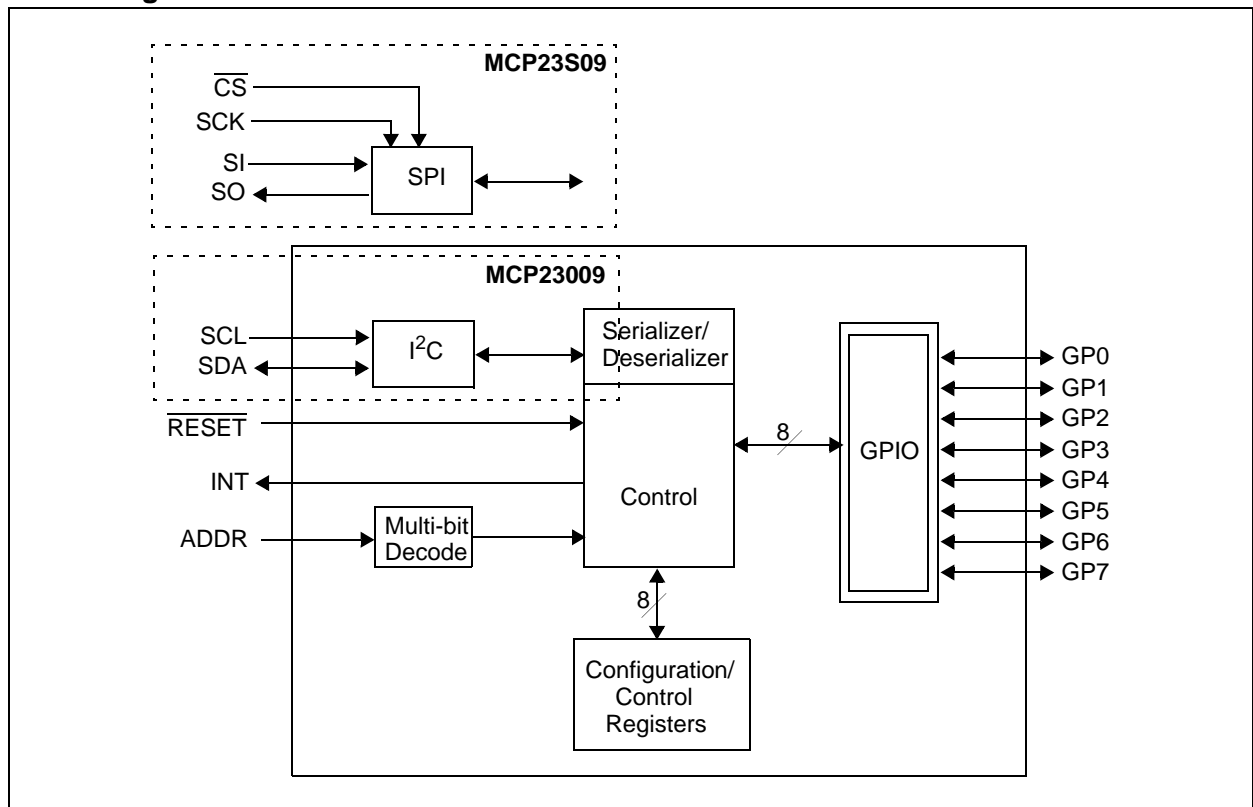 MCP23S09
CS
SCK
SI
SO
SPI
MCP23009
SCL
SDA
I²C
Serializer/
Deserializer
RESET
INT
ADDR
Multi-bit
Decode
Control
8
GPIO
GP0
GP1
GP2
GP3
GP4
GP5
GP6
GP7
8
Configuration/
Control
Registers